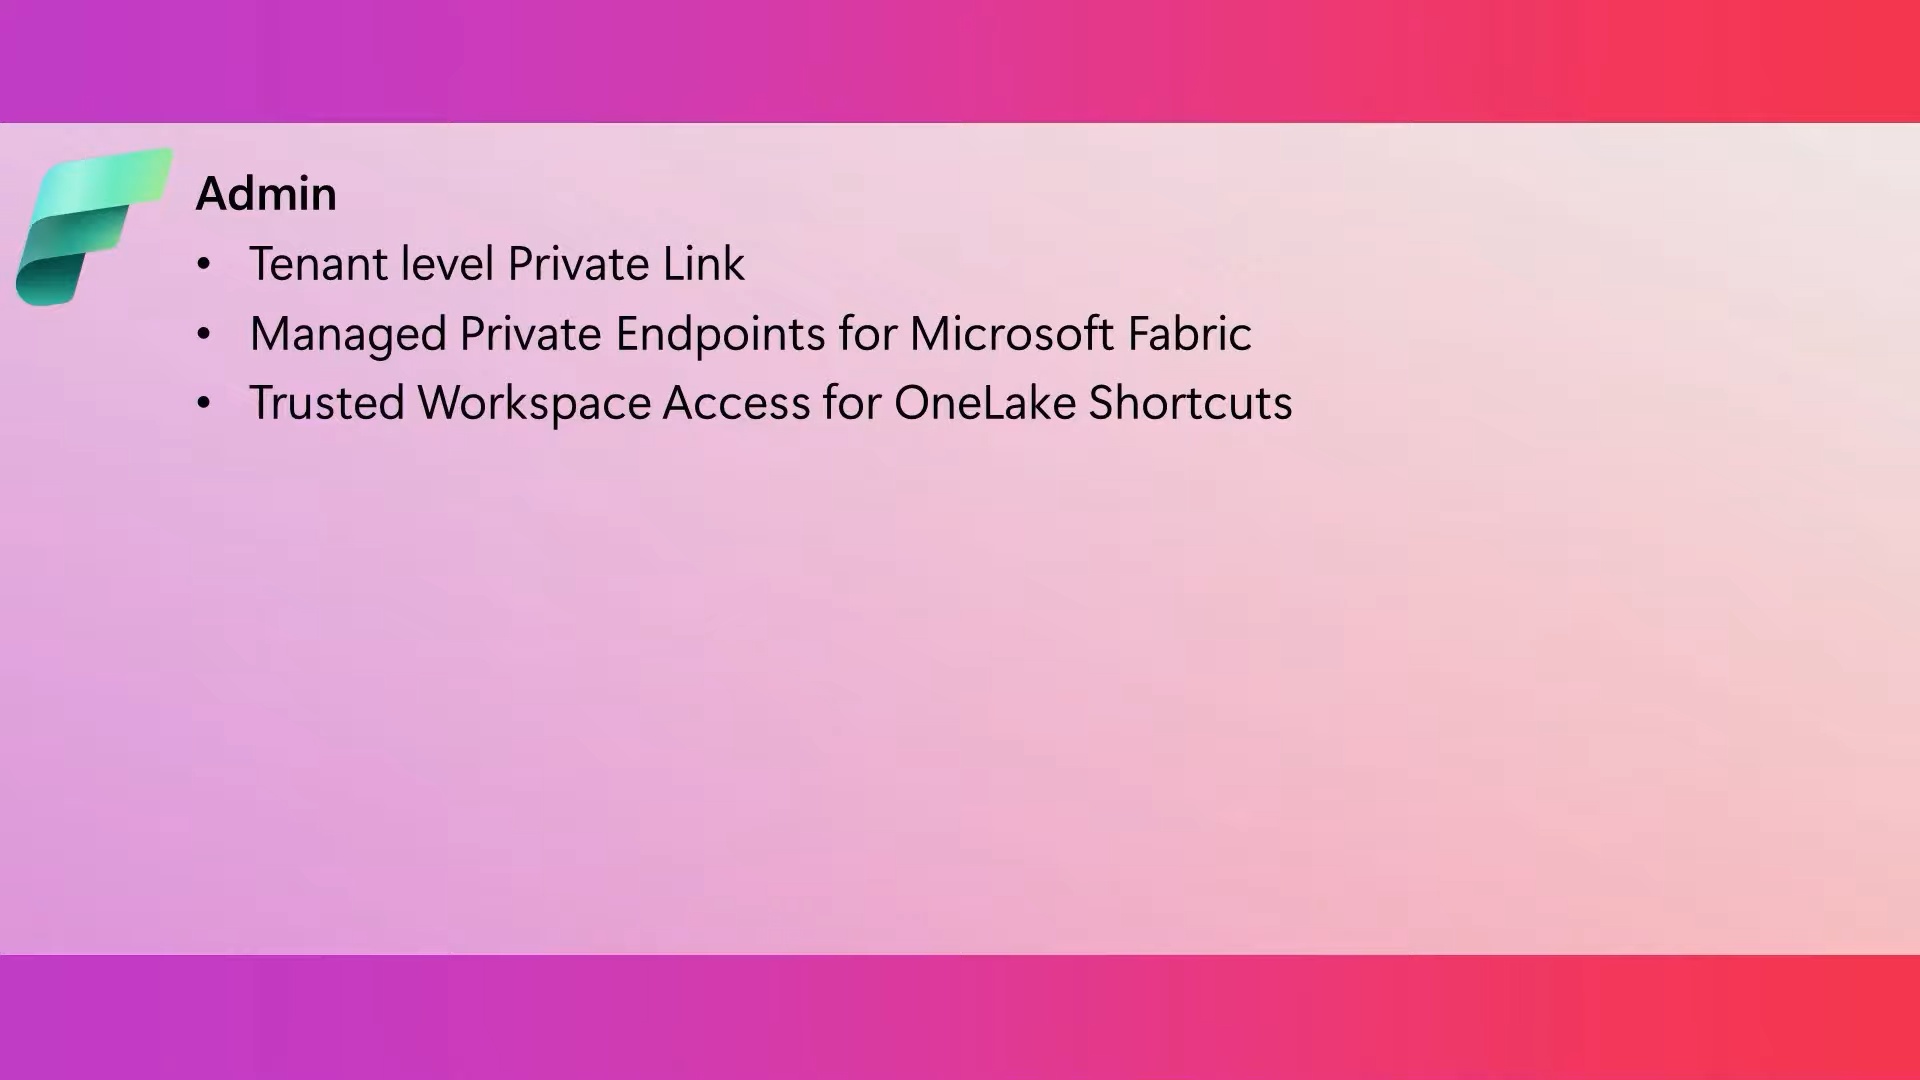 Admin
• Tenant level Private Link
• Managed Private Endpoints for Microsoft Fabric
• Trusted Workspace Access for OneLake Shortcuts